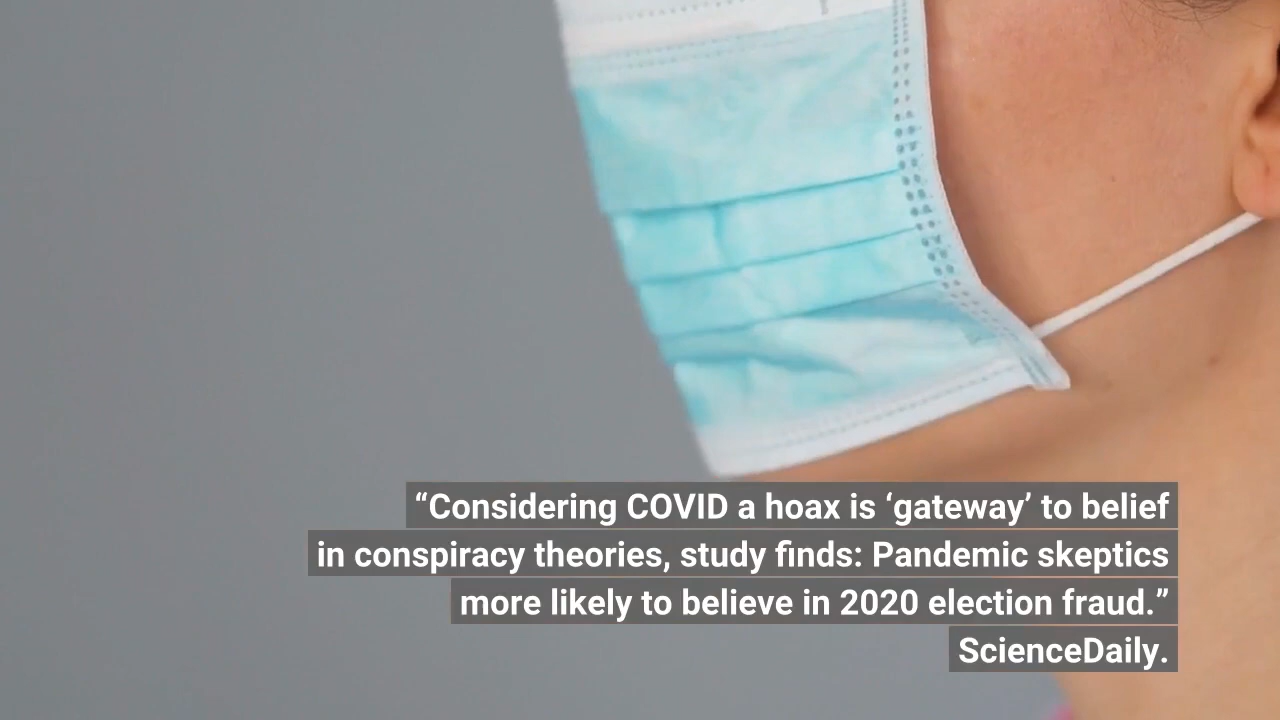 “Considering COVID a hoax is ‘gateway’ to belief
in conspiracy theories, study finds: Pandemic skeptics
more likely to believe in 2020 election fraud.”
ScienceDaily.